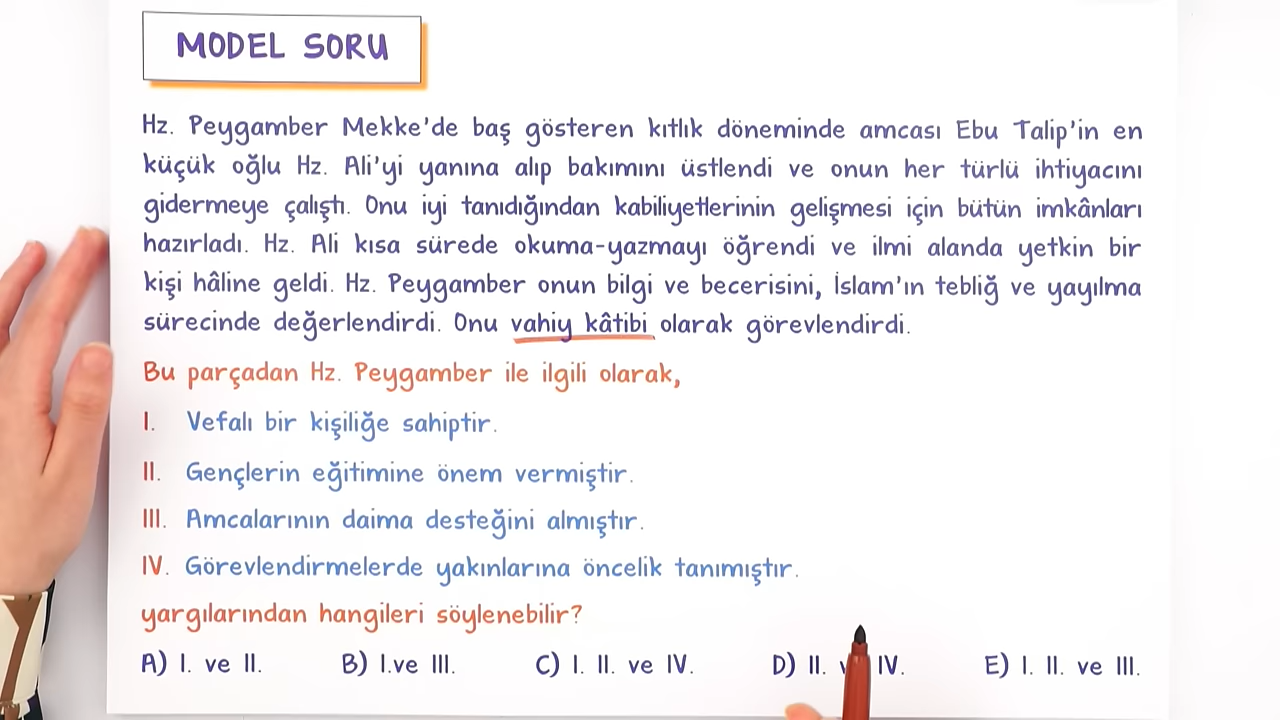 MODEL SORU
Hz. Peygamber Mekke'de baş gösteren kıtlık döneminde amcası Ebu Talip'in en
küçük oğlu Hz. Ali'yi yanına alıp bakımını üstlendi ve onun her türlü ihtiyacını
gidermeye çalıştı. Onu iyi tanıdığından kabiliyetlerinin gelişmesi için bütün imkânları
hazırladı. Hz. Ali kısa sürede okuma-yazmayı öğrendi ve ilmi alanda yetkin bir
kişi hâline geldi. Hz. Peygamber onun bilgi ve becerisini, İslam'ın tebliğ ve yayılma
sürecinde değerlendirdi. Onu vahiy kâtibi olarak görevlendirdi.
Bu parçadan Hz. Peygamber ile ilgili olarak,
I. Vefalı bir kişiliğe sahiptir.
II. Gençlerin eğitimine önem vermiştir.
III. Amcalarının daima desteğini almıştır.
IV. Görevlendirmelerde yakınlarına öncelik tanımıştır.
yargılarından hangileri söylenebilir?
A) I. ve II. B) I.ve III. C) I. II. ve IV. D) II. IV. E) I. II. ve III.